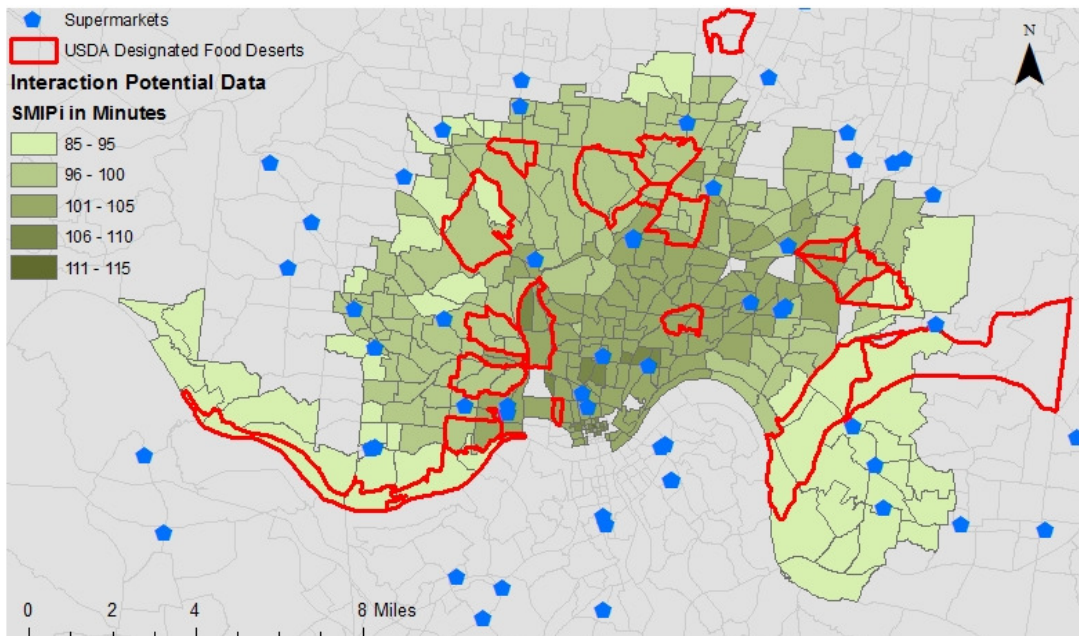 Supermarkets
USDA Designated Food Deserts
Interaction Potential Data
SMIPi in Minutes
85 - 95
96 - 100
101 - 105
106 - 110
111 - 115
N
0 2 4 8 Miles